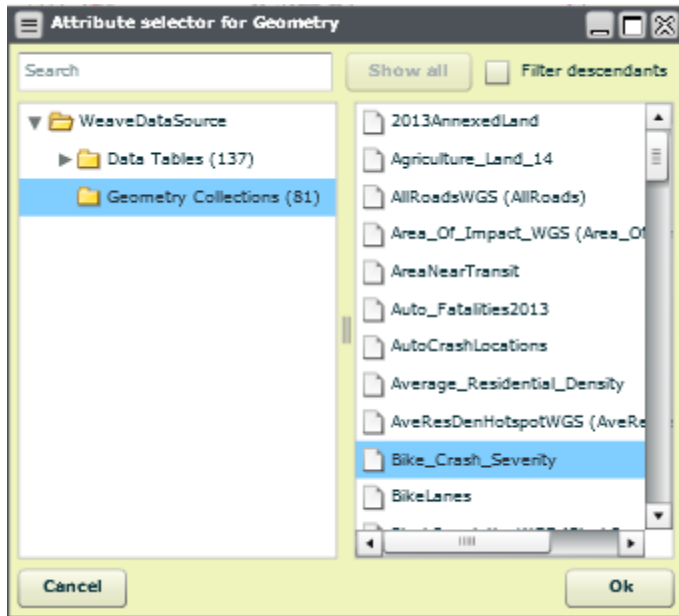 Attribute selector for Geometry
Search
Show all
Filter descendants
WeaveDataSource
Data Tables (137)
Geometry Collections (81)
2013AnnexedLand
Agriculture_Land_14
AllRoadsWGS (AllRoads)
Area_Of_Impact_WGS (Area_Of
AreaNearTransit
Auto_Fatalities2013
AutoCrashLocations
Average_Residential_Density
AveResDenHotspotWGS (AveRe
Bike_Crash_Severity
BikeLanes
Cancel
Ok